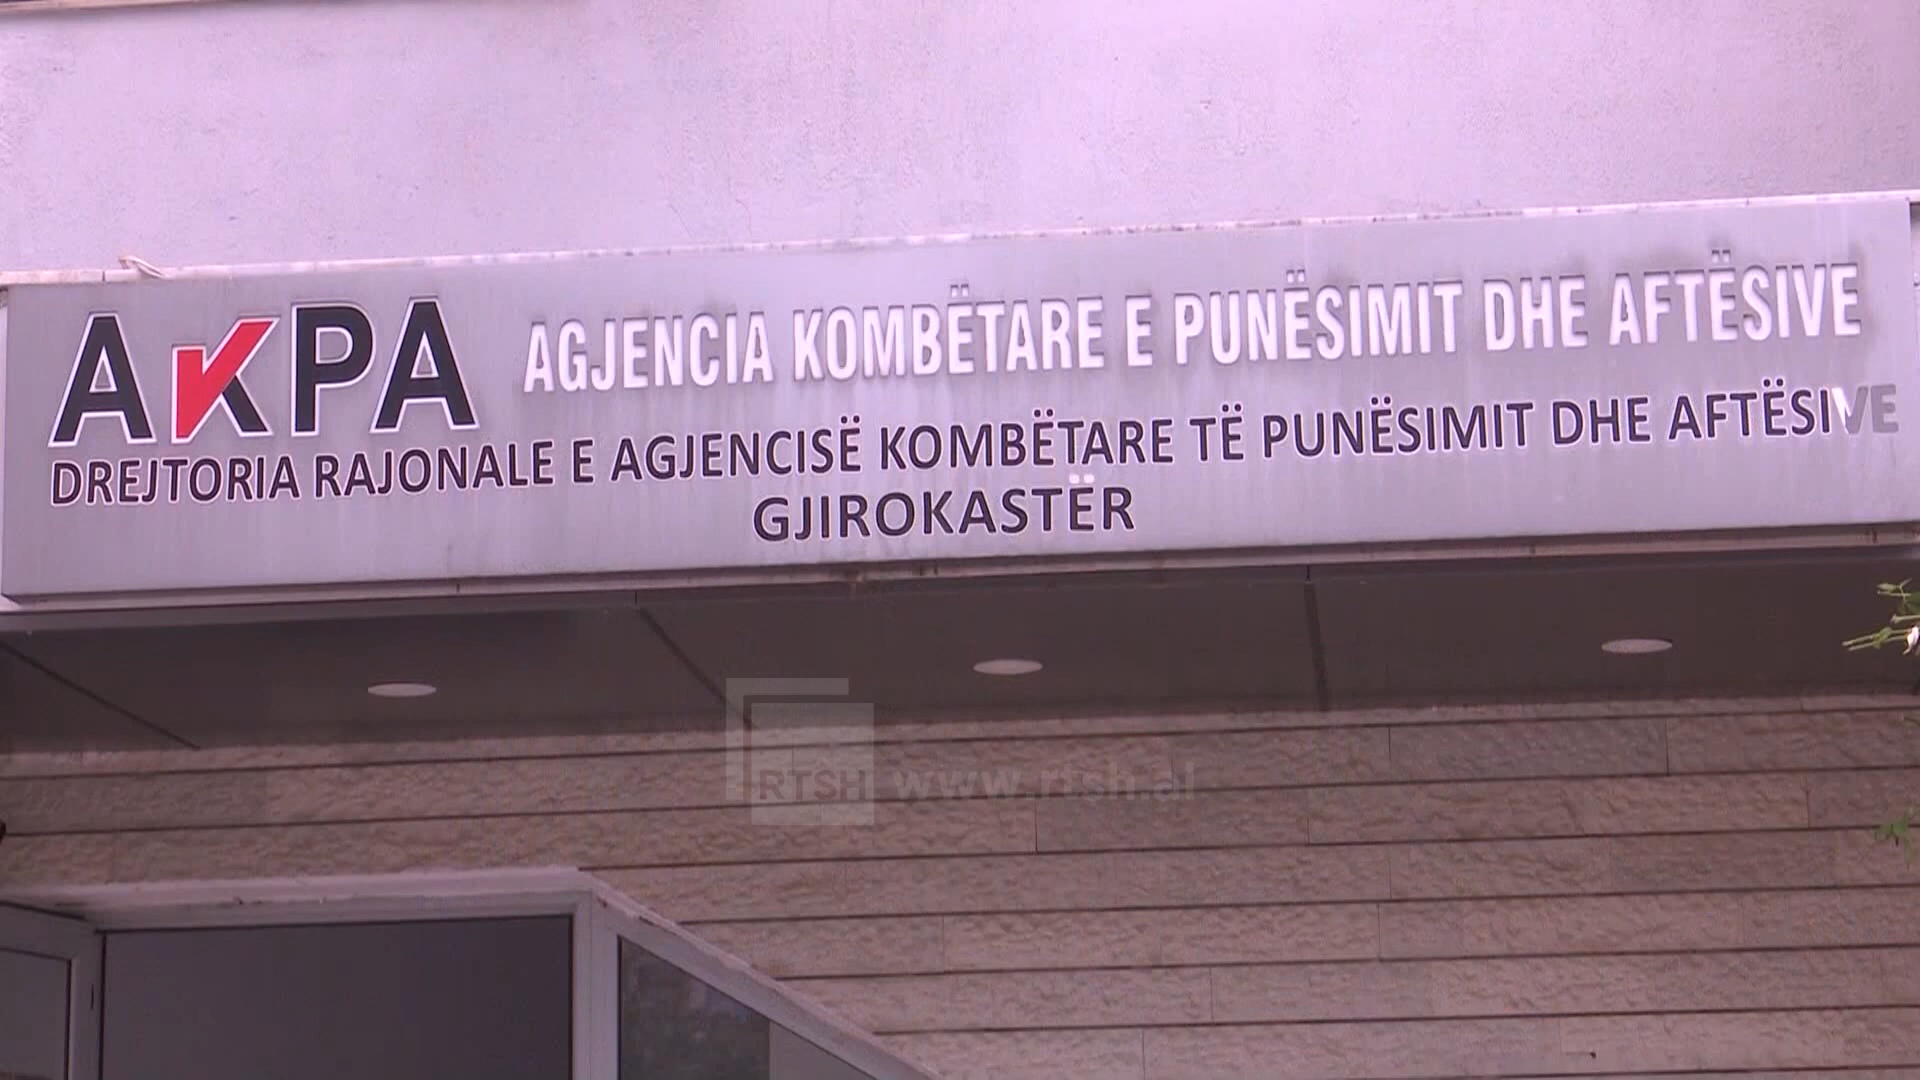 AKPA AGJENCIA KOMBËTARE E PUNËSIMIT DHE AFTËSIVE
DREJTORIA RAJONALE E AGJENCISË KOMBËTARE TË PUNËSIMIT DHE AFTËSIVE
GJIROKASTËR
RTSH www.rtsh.al